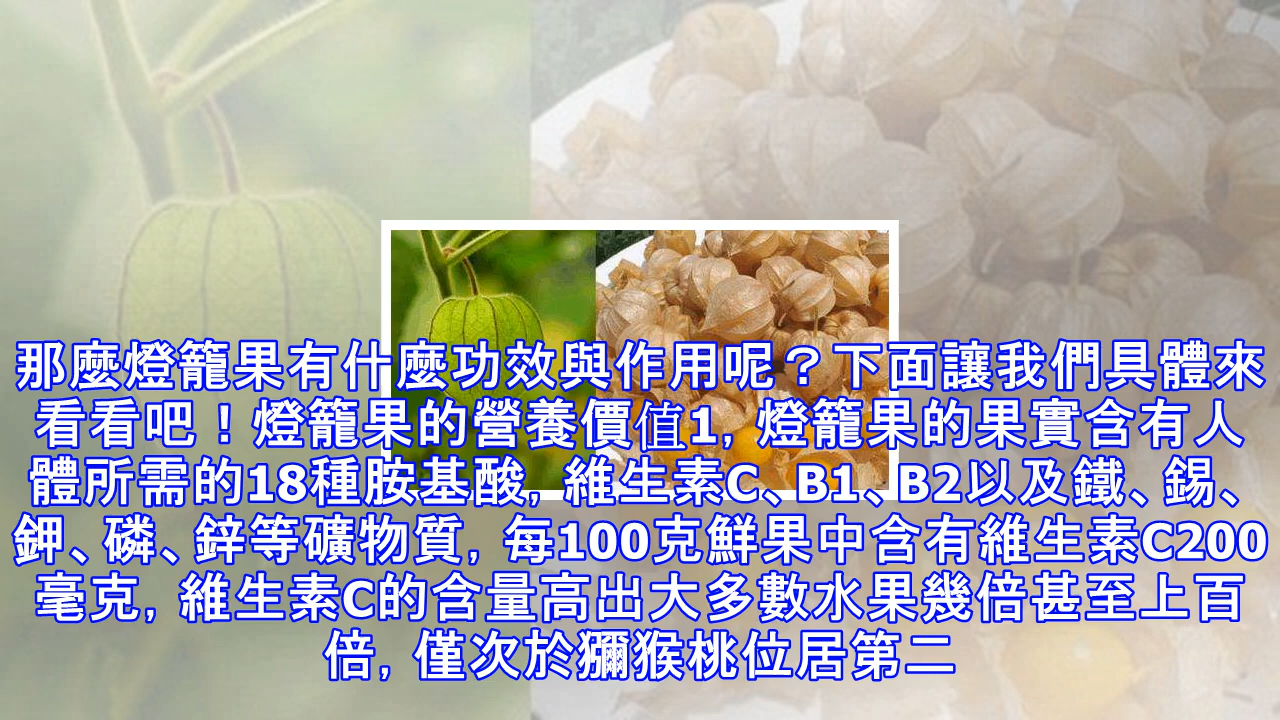 那麼燈籠果有什麼功效與作用呢？下面讓我們具體來
看看吧！燈籠果的營養價值1, 燈籠果的果實含有人
體所需的18種胺基酸, 維生素C、B1、B2以及鐵、錫、
鉀、磷、鋅等礦物質, 每100克鮮果中含有維生素C200
毫克, 維生素C的含量高出大多數水果幾倍甚至上百
倍, 僅次於獼猴桃位居第二